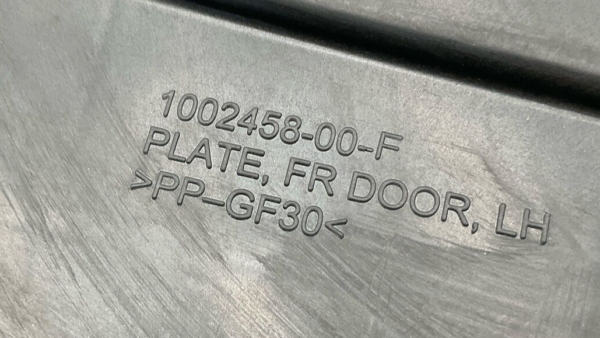 1002458-00-F
PLATE, FR DOOR, LH
>PP-GF30<